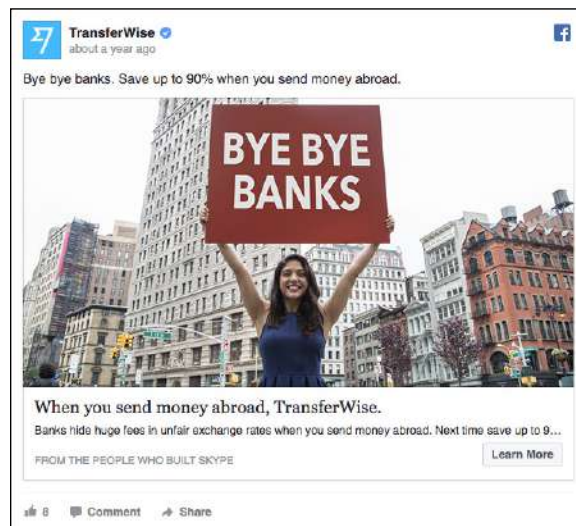 TransferWise
about a year ago
Bye bye banks. Save up to 90% when you send money abroad.
BYE BYE
BANKS
When you send money abroad, TransferWise.
Banks hide huge fees in unfair exchange rates when you send money abroad. Next time save up to 9...
FROM THE PEOPLE WHO BUILT SKYPE
Learn More
8 Comment Share